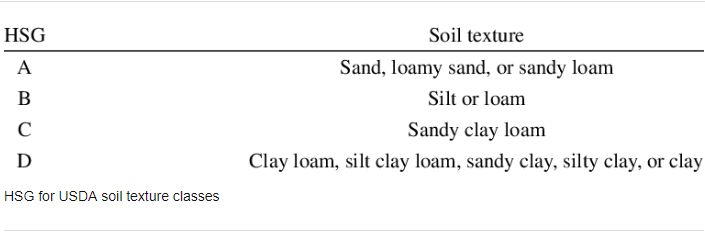 HSG Soil texture
A Sand, loamy sand, or sandy loam
B Silt or loam
C Sandy clay loam
D Clay loam, silt clay loam, sandy clay, silty clay, or clay
HSG for USDA soil texture classes